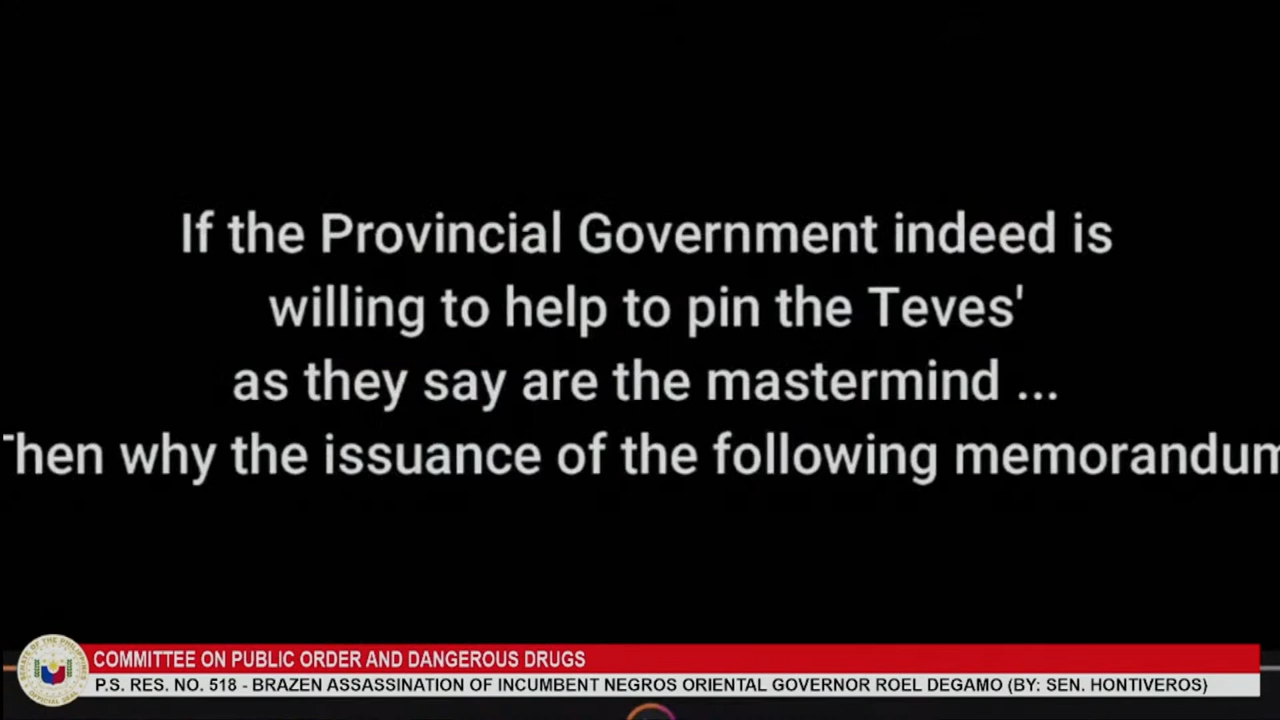 If the Provincial Government indeed is
willing to help to pin the Teves'
as they say are the mastermind ...
Then why the issuance of the following memorandum
COMMITTEE ON PUBLIC ORDER AND DANGEROUS DRUGS
P.S. RES. NO. 518 - BRAZEN ASSASSINATION OF INCUMBENT NEGROS ORIENTAL GOVERNOR ROEL DEGAMO (BY: SEN. HONTIVEROS)